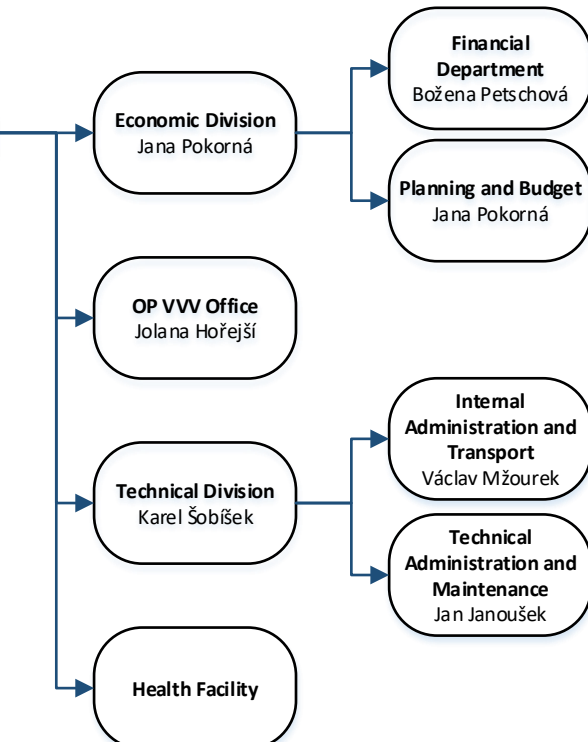 Financial
Department
Božena Petschová
Economic Division
Jana Pokorná
Planning and Budget
Jana Pokorná
OP VVV Office
Jolana Hořejší
Internal
Administration and
Transport
Václav Mžourek
Technical Division
Karel Šobíšek
Technical
Administration and
Maintenance
Jan Janoušek
Health Facility